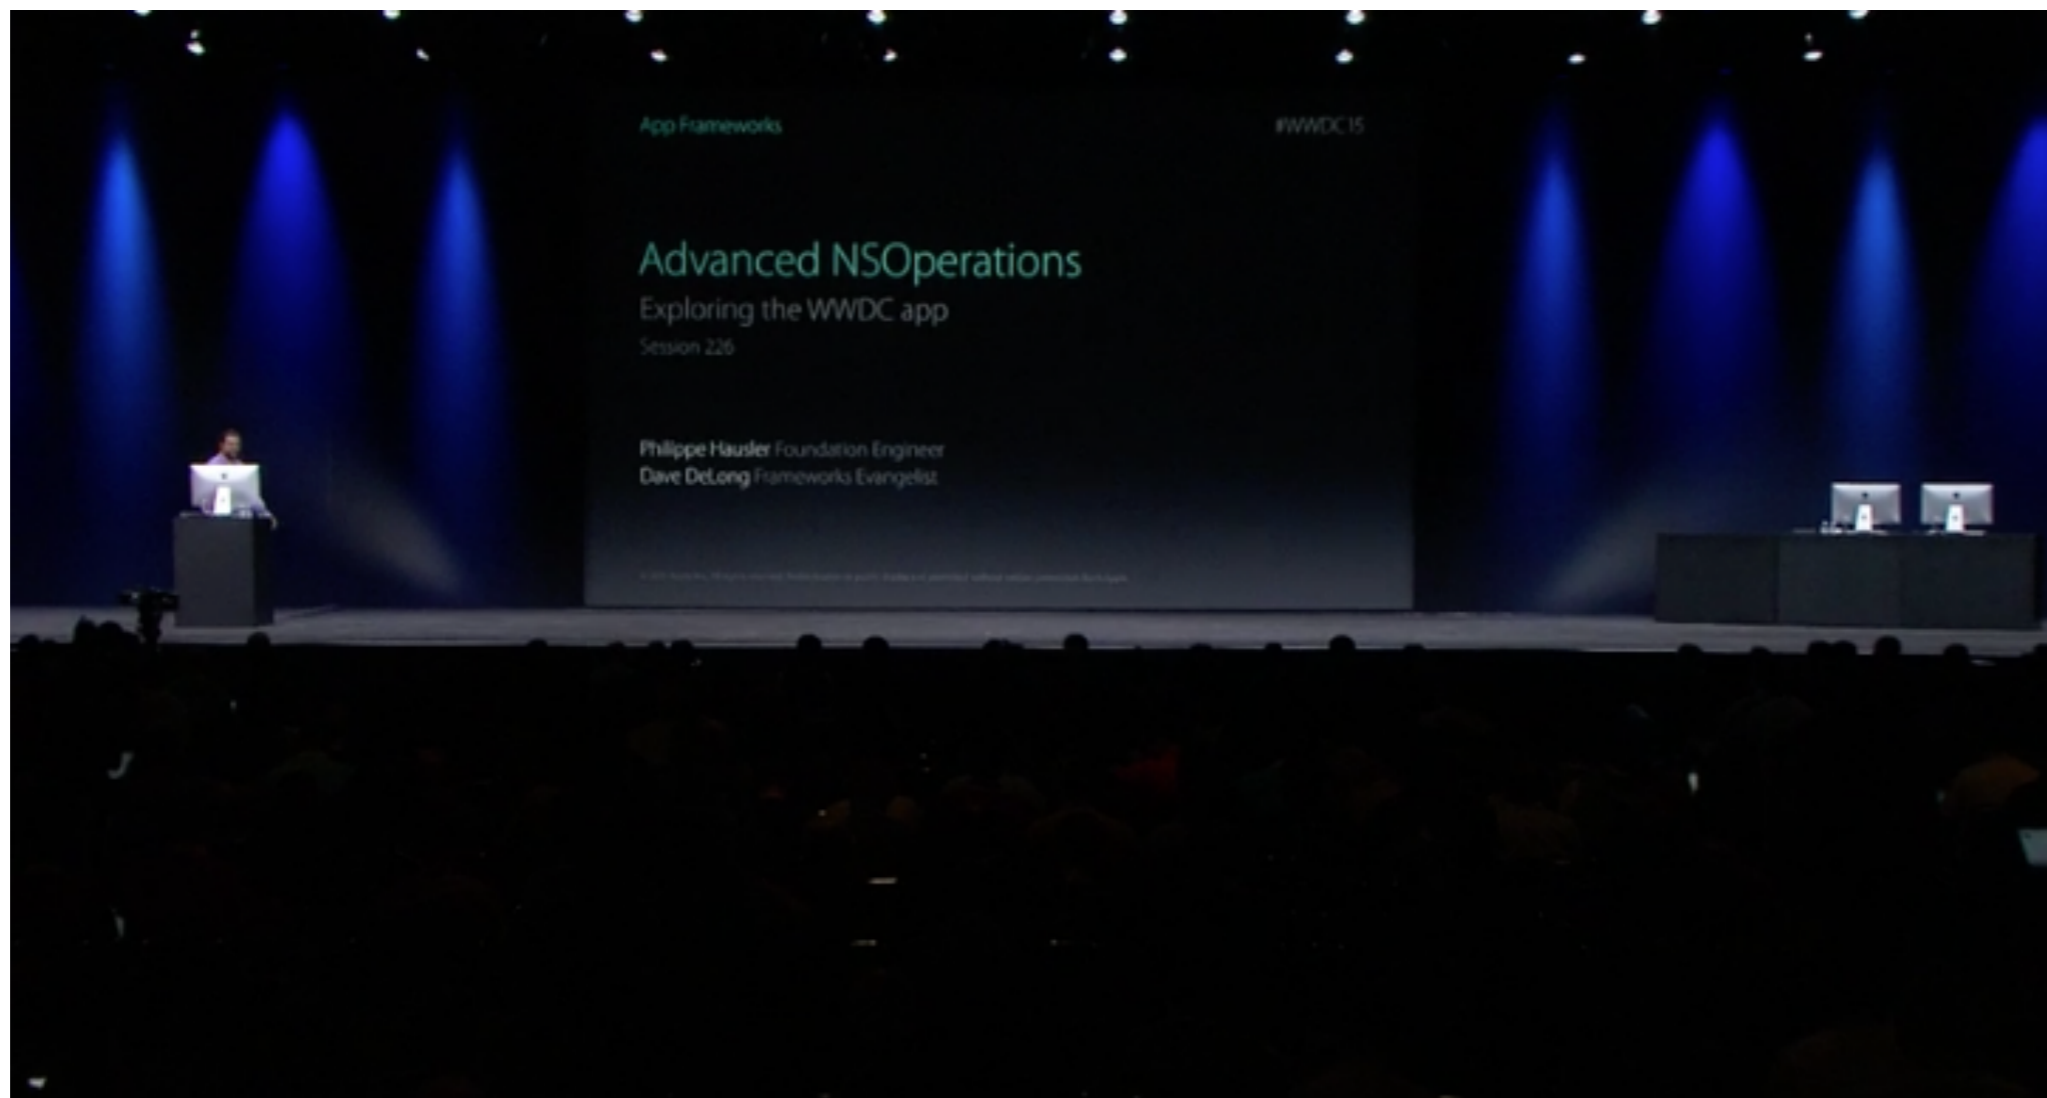 App Frameworks
#WWDC15
Advanced NSOperations
Exploring the WWDC app
Session 226
Philippe Hausler Foundation Engineer
Dave DeLong Frameworks Evangelist